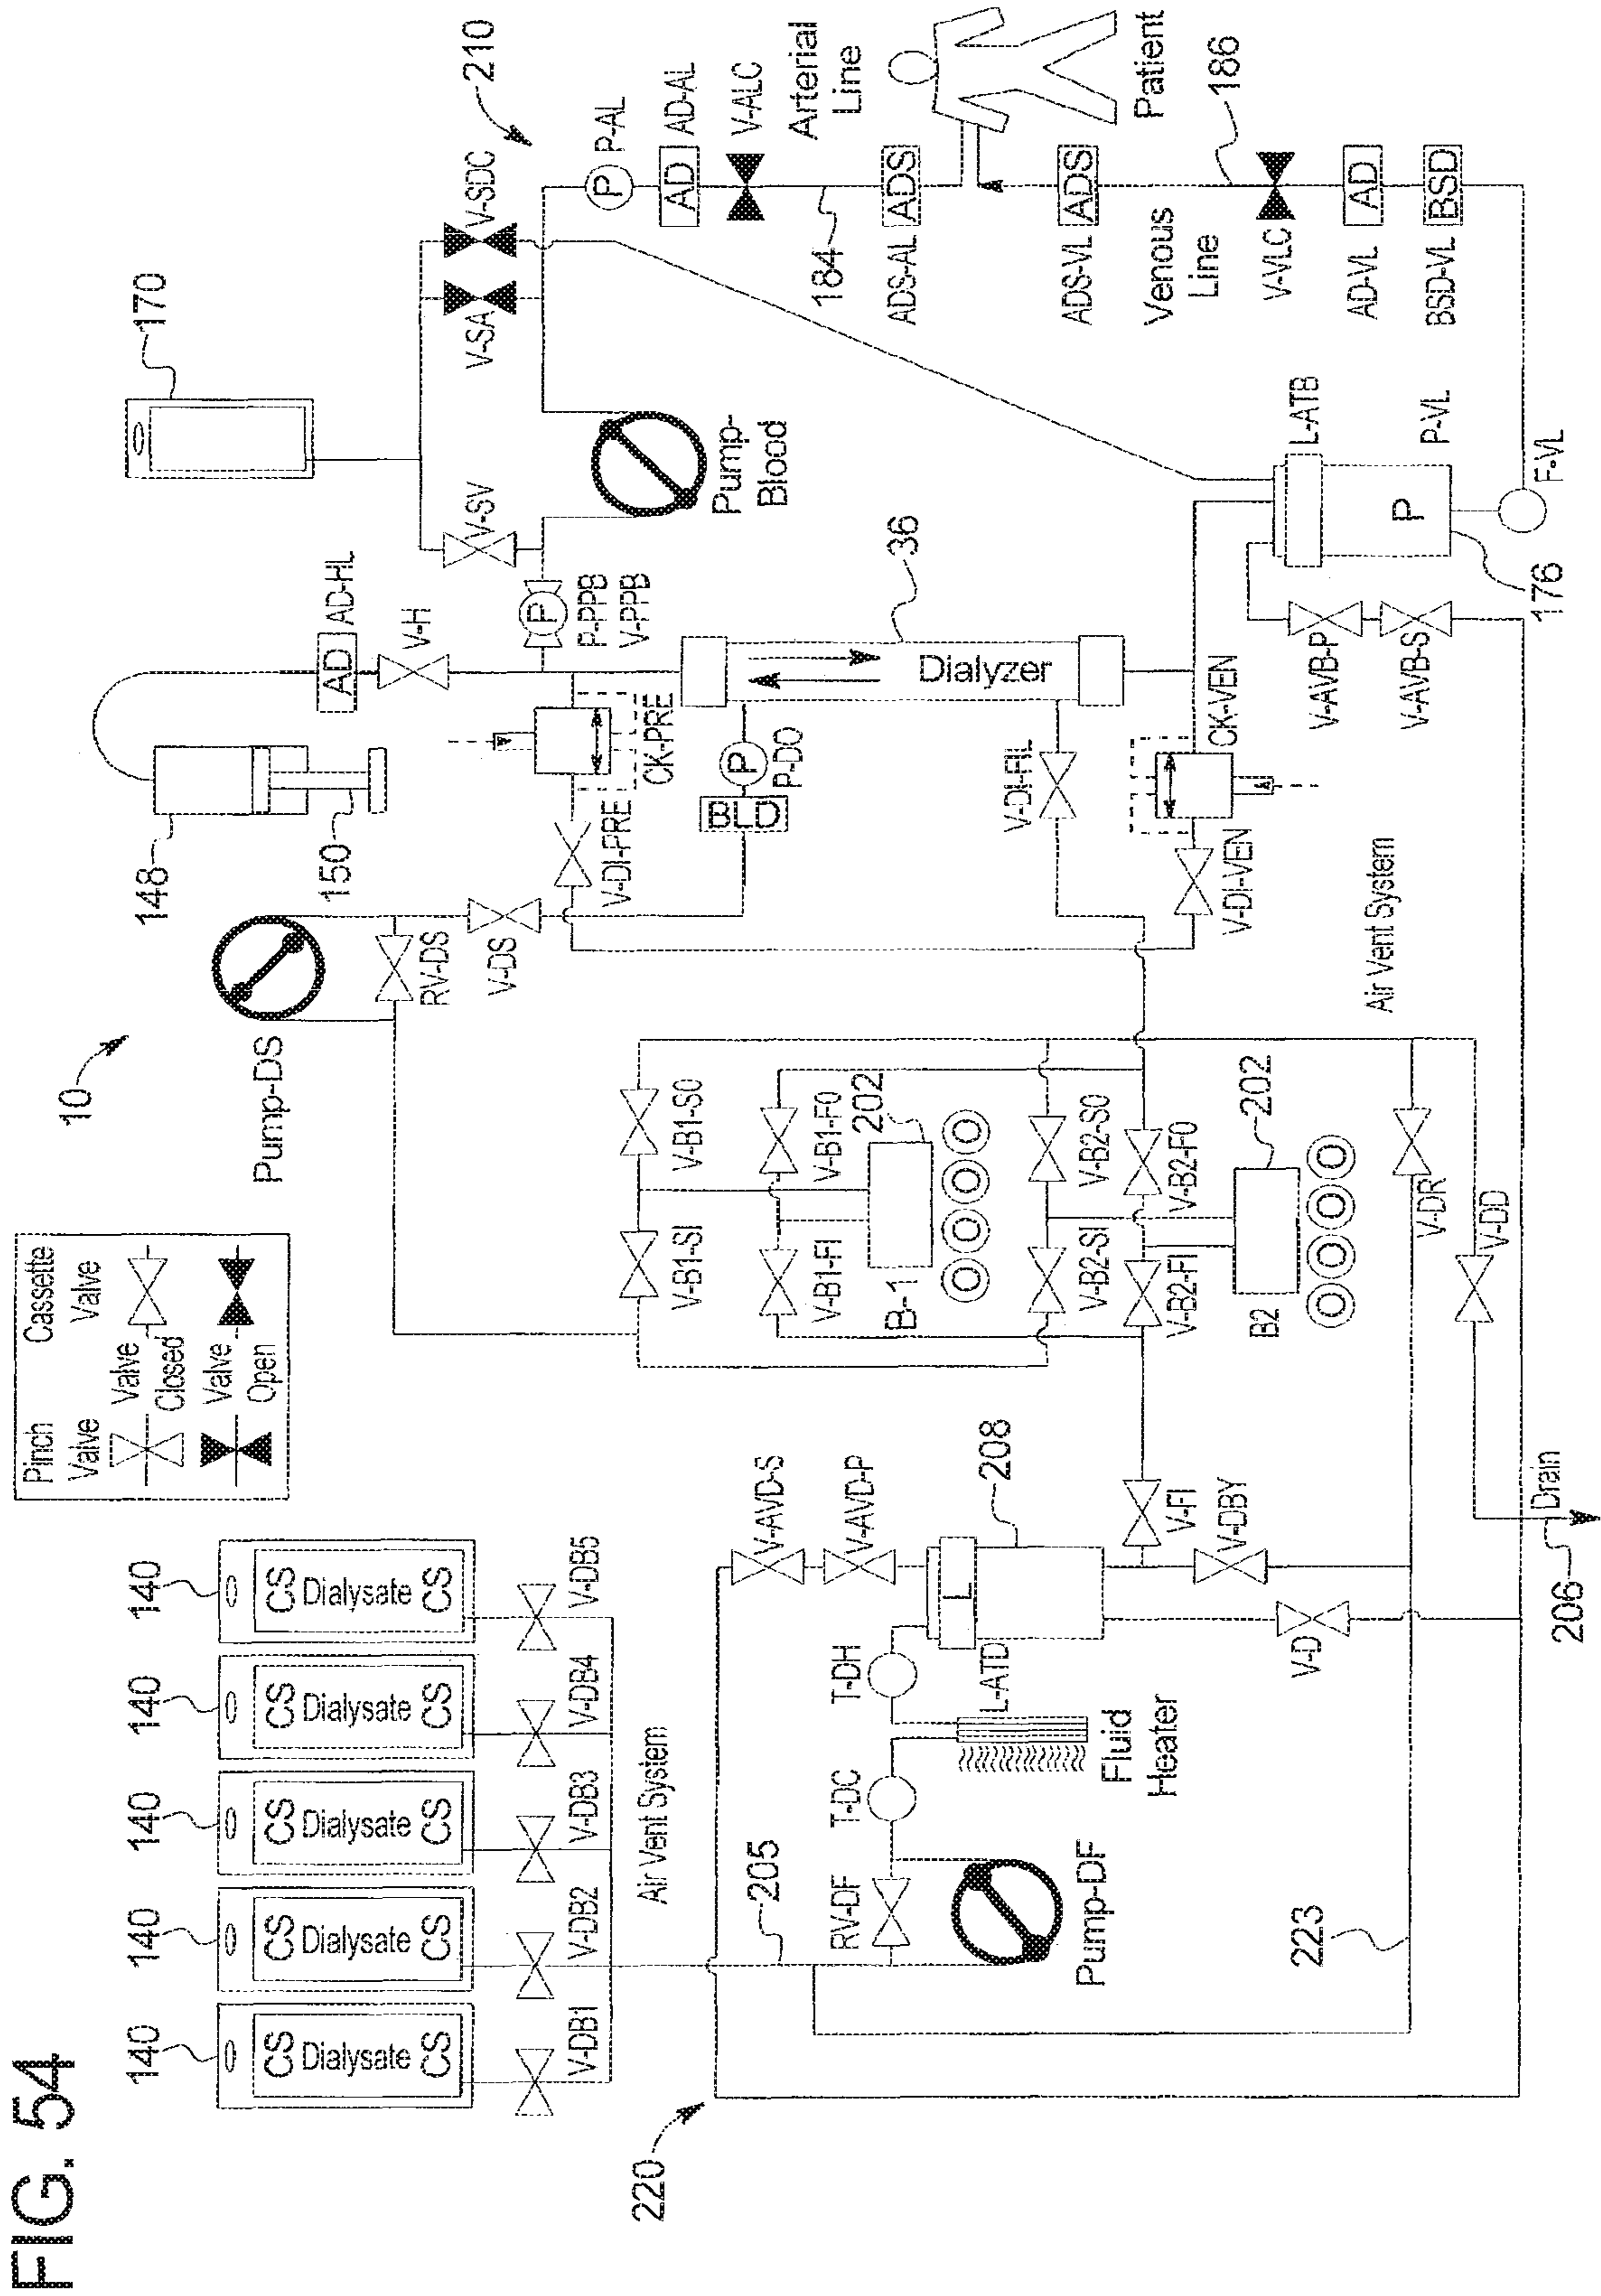 FIG. 54
10
Pinch Valve
Cassette Valve
Valve Closed
Valve Open
140
140
140
140
140
CS Dialysate CS
CS Dialysate CS
CS Dialysate CS
CS Dialysate CS
CS Dialysate CS
V-DB1
V-DB2
V-DB3
V-DB4
V-DB5
Air Vent System
220
205
V-AVD-S
V-AVD-P
RV-DF
Pump-DF
T-DC
T-DH
Fluid Heater
L-ATD
L
208
V-FI
V-DBY
V-D
223
206
Drain
Pump-DS
RV-DS
V-DS
V-B1-SI
V-B1-S0
V-B1-FI
V-B1-F0
B-1
202
V-B2-SI
V-B2-S0
V-B2-FI
V-B2-F0
B2
202
V-DR
V-DD
148
150
AD
AD-HL
V-H
V-DI-PRE
CK-PRE
P
P-PPB
V-PPB
BLD
P
P-DO
Dialyzer
36
V-DI-FIL
V-DI-VEN
CK-VEN
Air Vent System
V-AVB-P
V-AVB-S
170
V-SV
V-SA
V-SDC
210
Pump-Blood
P
P-AL
AD
AD-AL
V-ALC
Arterial Line
184
ADS
ADS-AL
Patient
ADS
ADS-VL
Venous Line
186
V-VLC
AD
AD-VL
BSD
BSD-VL
L-ATB
P
P-VL
F-VL
176